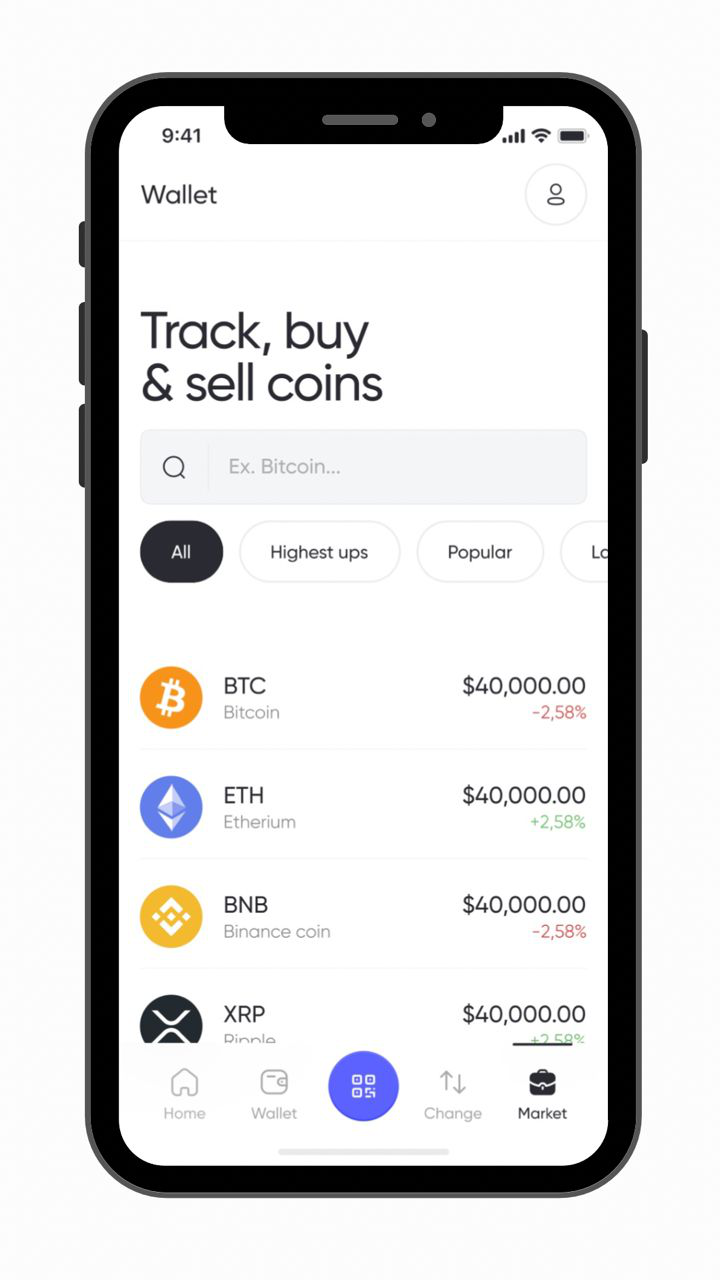 9:41
Wallet
Track, buy
& sell coins
Ex. Bitcoin...
All
Highest ups
Popular
BTC
$40,000.00
Bitcoin
-2,58%
ETH
$40,000.00
Etherium
+2,58%
BNB
$40,000.00
Binance coin
-2,58%
XRP
$40,000.00
Ripple
+2,58%
Home
Wallet
Change
Market